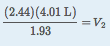 (2.44)(4.01 L)
1.93
= V₂